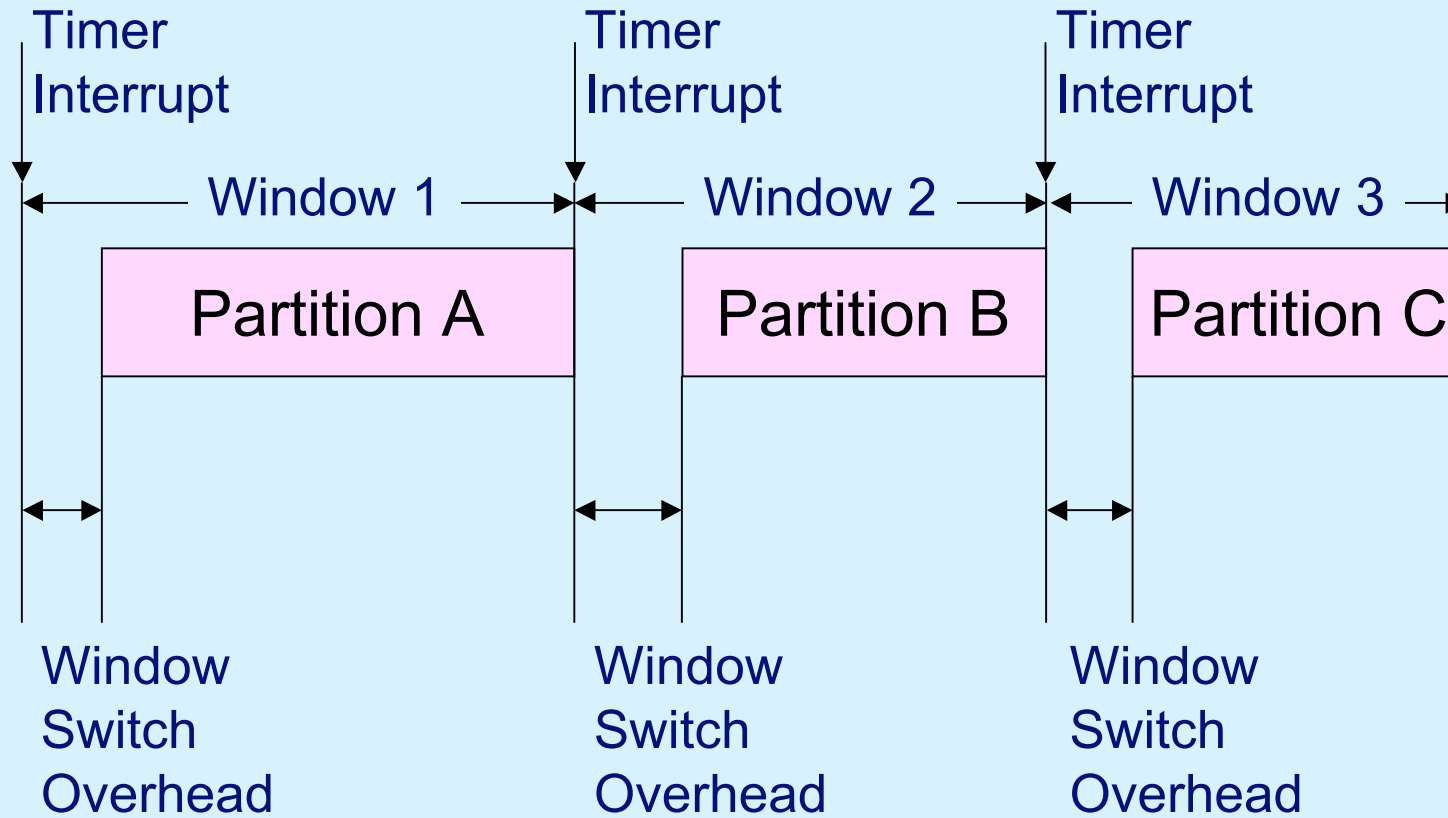 Timer
Interrupt
Timer
Interrupt
Timer
Interrupt
Window 1
Window 2
Window 3
Partition A
Partition B
Partition C
Window
Switch
Overhead
Window
Switch
Overhead
Window
Switch
Overhead